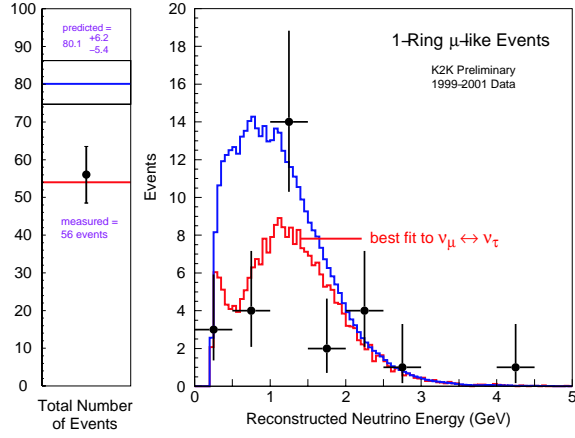 predicted =
80.1 +6.2
−5.4
100
90
80
70
60
50
40
30
20
10
0
measured =
56 events
Total Number
of Events
20
18
16
14
12
10
8
6
4
2
0
Events
1-Ring μ-like Events
K2K Preliminary
1999-2001 Data
best fit to νμ ↔ ντ
0 1 2 3 4 5
Reconstructed Neutrino Energy (GeV)